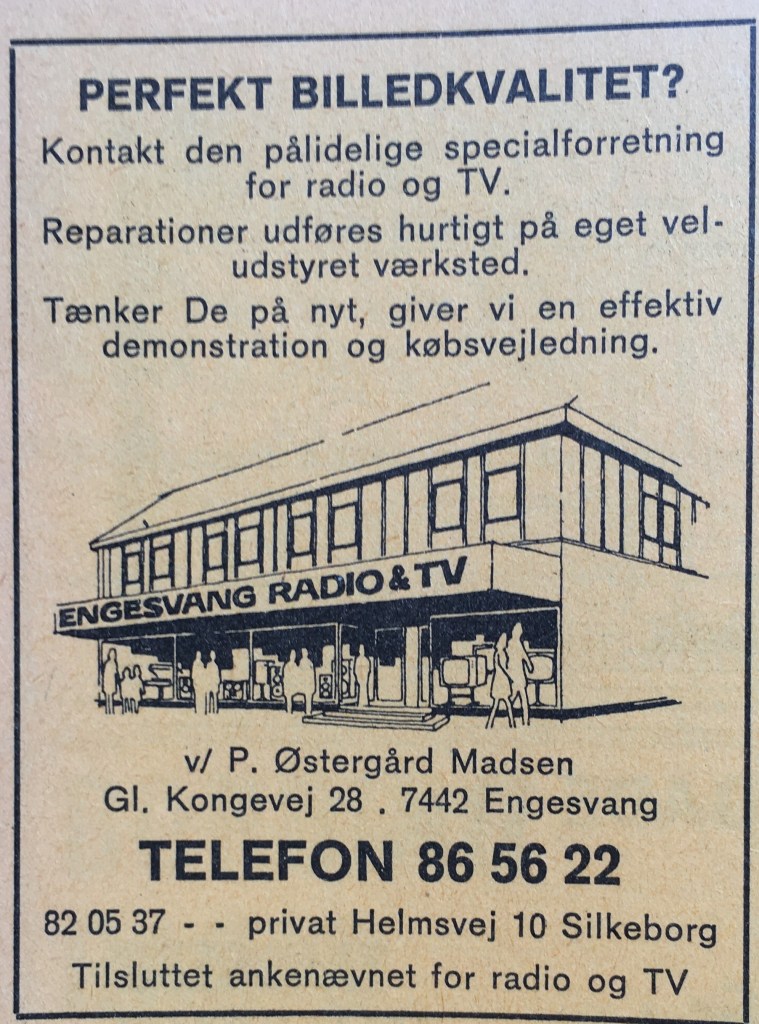 PERFEKT BILLEDKVALITET?
Kontakt den pålidelige specialforretning
for radio og TV.
Reparationer udføres hurtigt på eget vel-
udstyret værksted.
Tænker De på nyt, giver vi en effektiv
demonstration og købsvejledning.
ENGESVANG RADIO & TV
v/ P. Østergård Madsen
Gl. Kongevej 28 . 7442 Engesvang
TELEFON 86 56 22
82 05 37 - - privat Helmsvej 10 Silkeborg
Tilsluttet ankenævnet for radio og TV